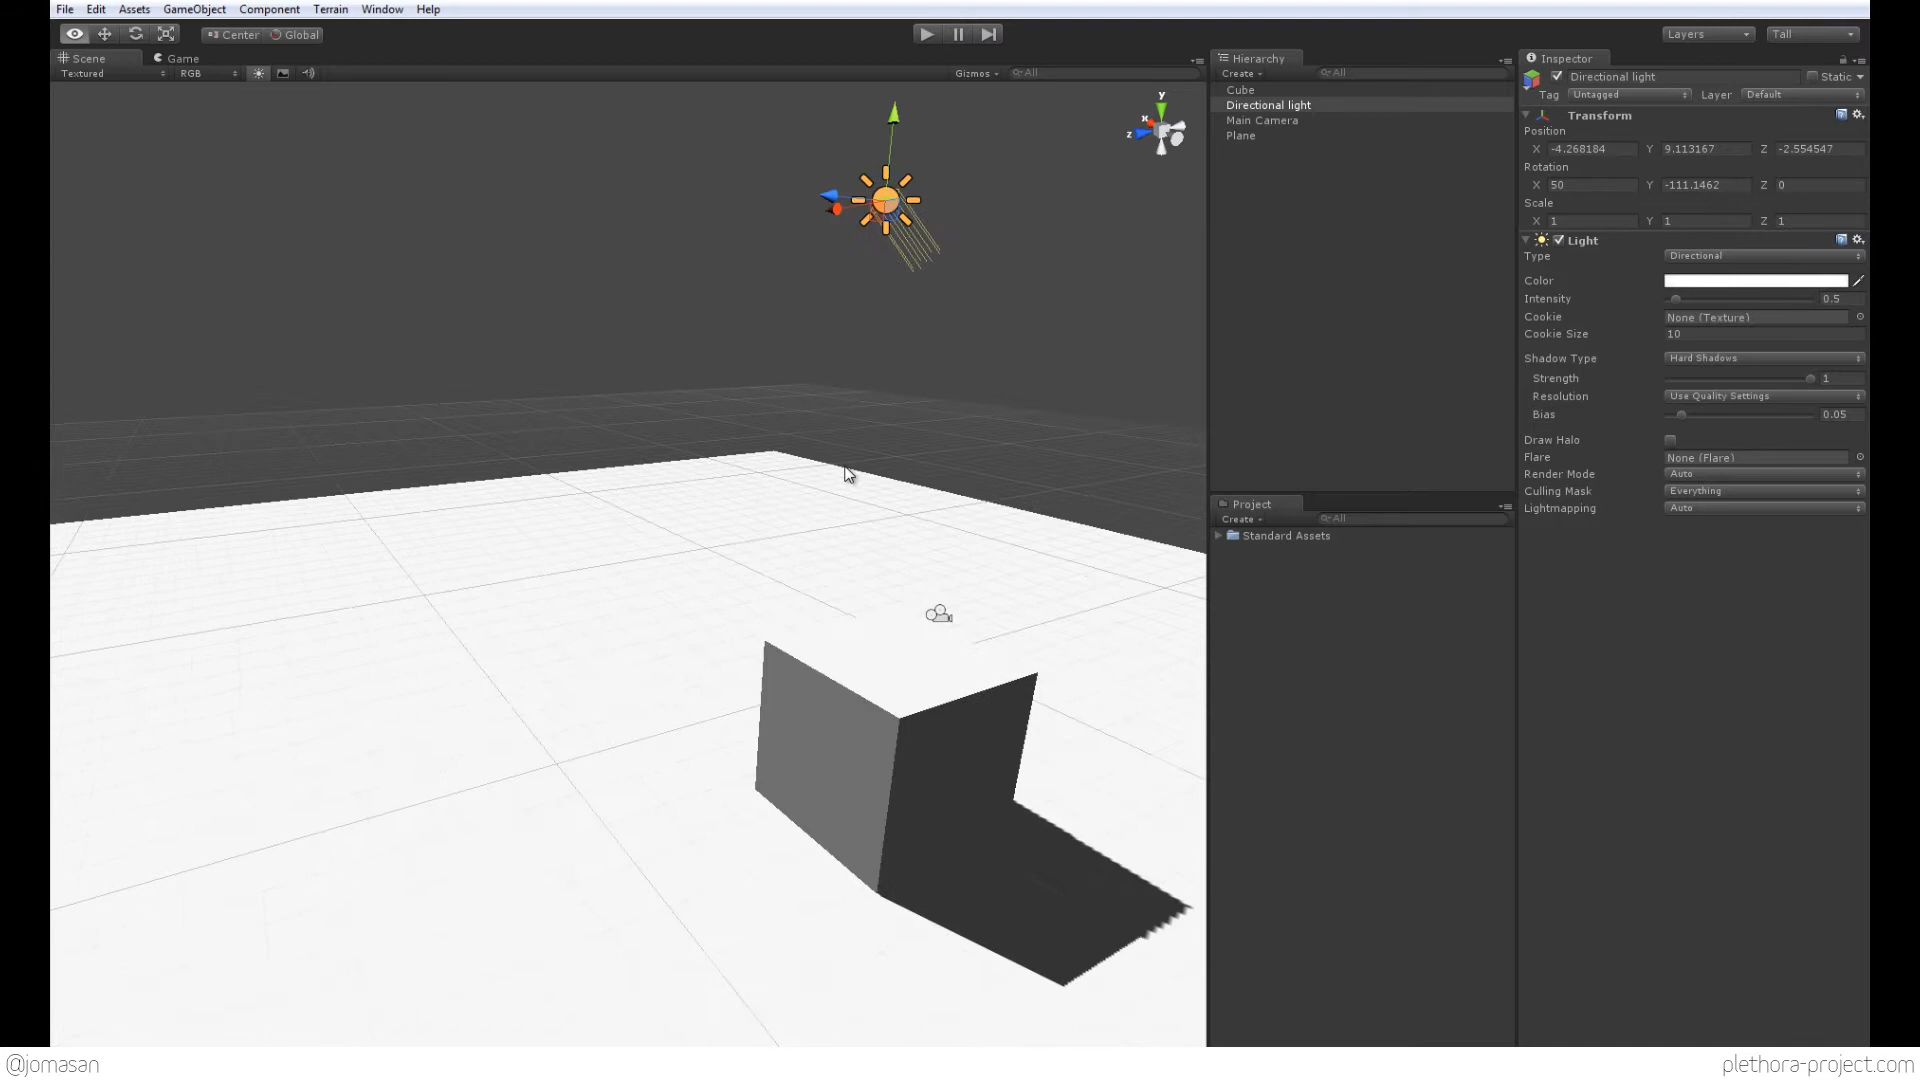 File Edit Assets GameObject Component Terrain Window Help
Center Global Layers Tall
Scene Game
Textured RGB Gizmos All
y
x
z
Hierarchy
Create All
Cube
Directional light
Main Camera
Plane
Project
Create All
Standard Assets
Inspector
Directional light Static
Tag Untagged Layer Default
Transform
Position
X -4.268184 Y 9.113167 Z -2.554547
Rotation
X 50 Y -111.1462 Z 0
Scale
X 1 Y 1 Z 1
Light
Type Directional
Color
Intensity 0.5
Cookie None (Texture)
Cookie Size 10
Shadow Type Hard Shadows
Strength 1
Resolution Use Quality Settings
Bias 0.05
Draw Halo
Flare None (Flare)
Render Mode Auto
Culling Mask Everything
Lightmapping Auto
@jomasan plethora-project.com